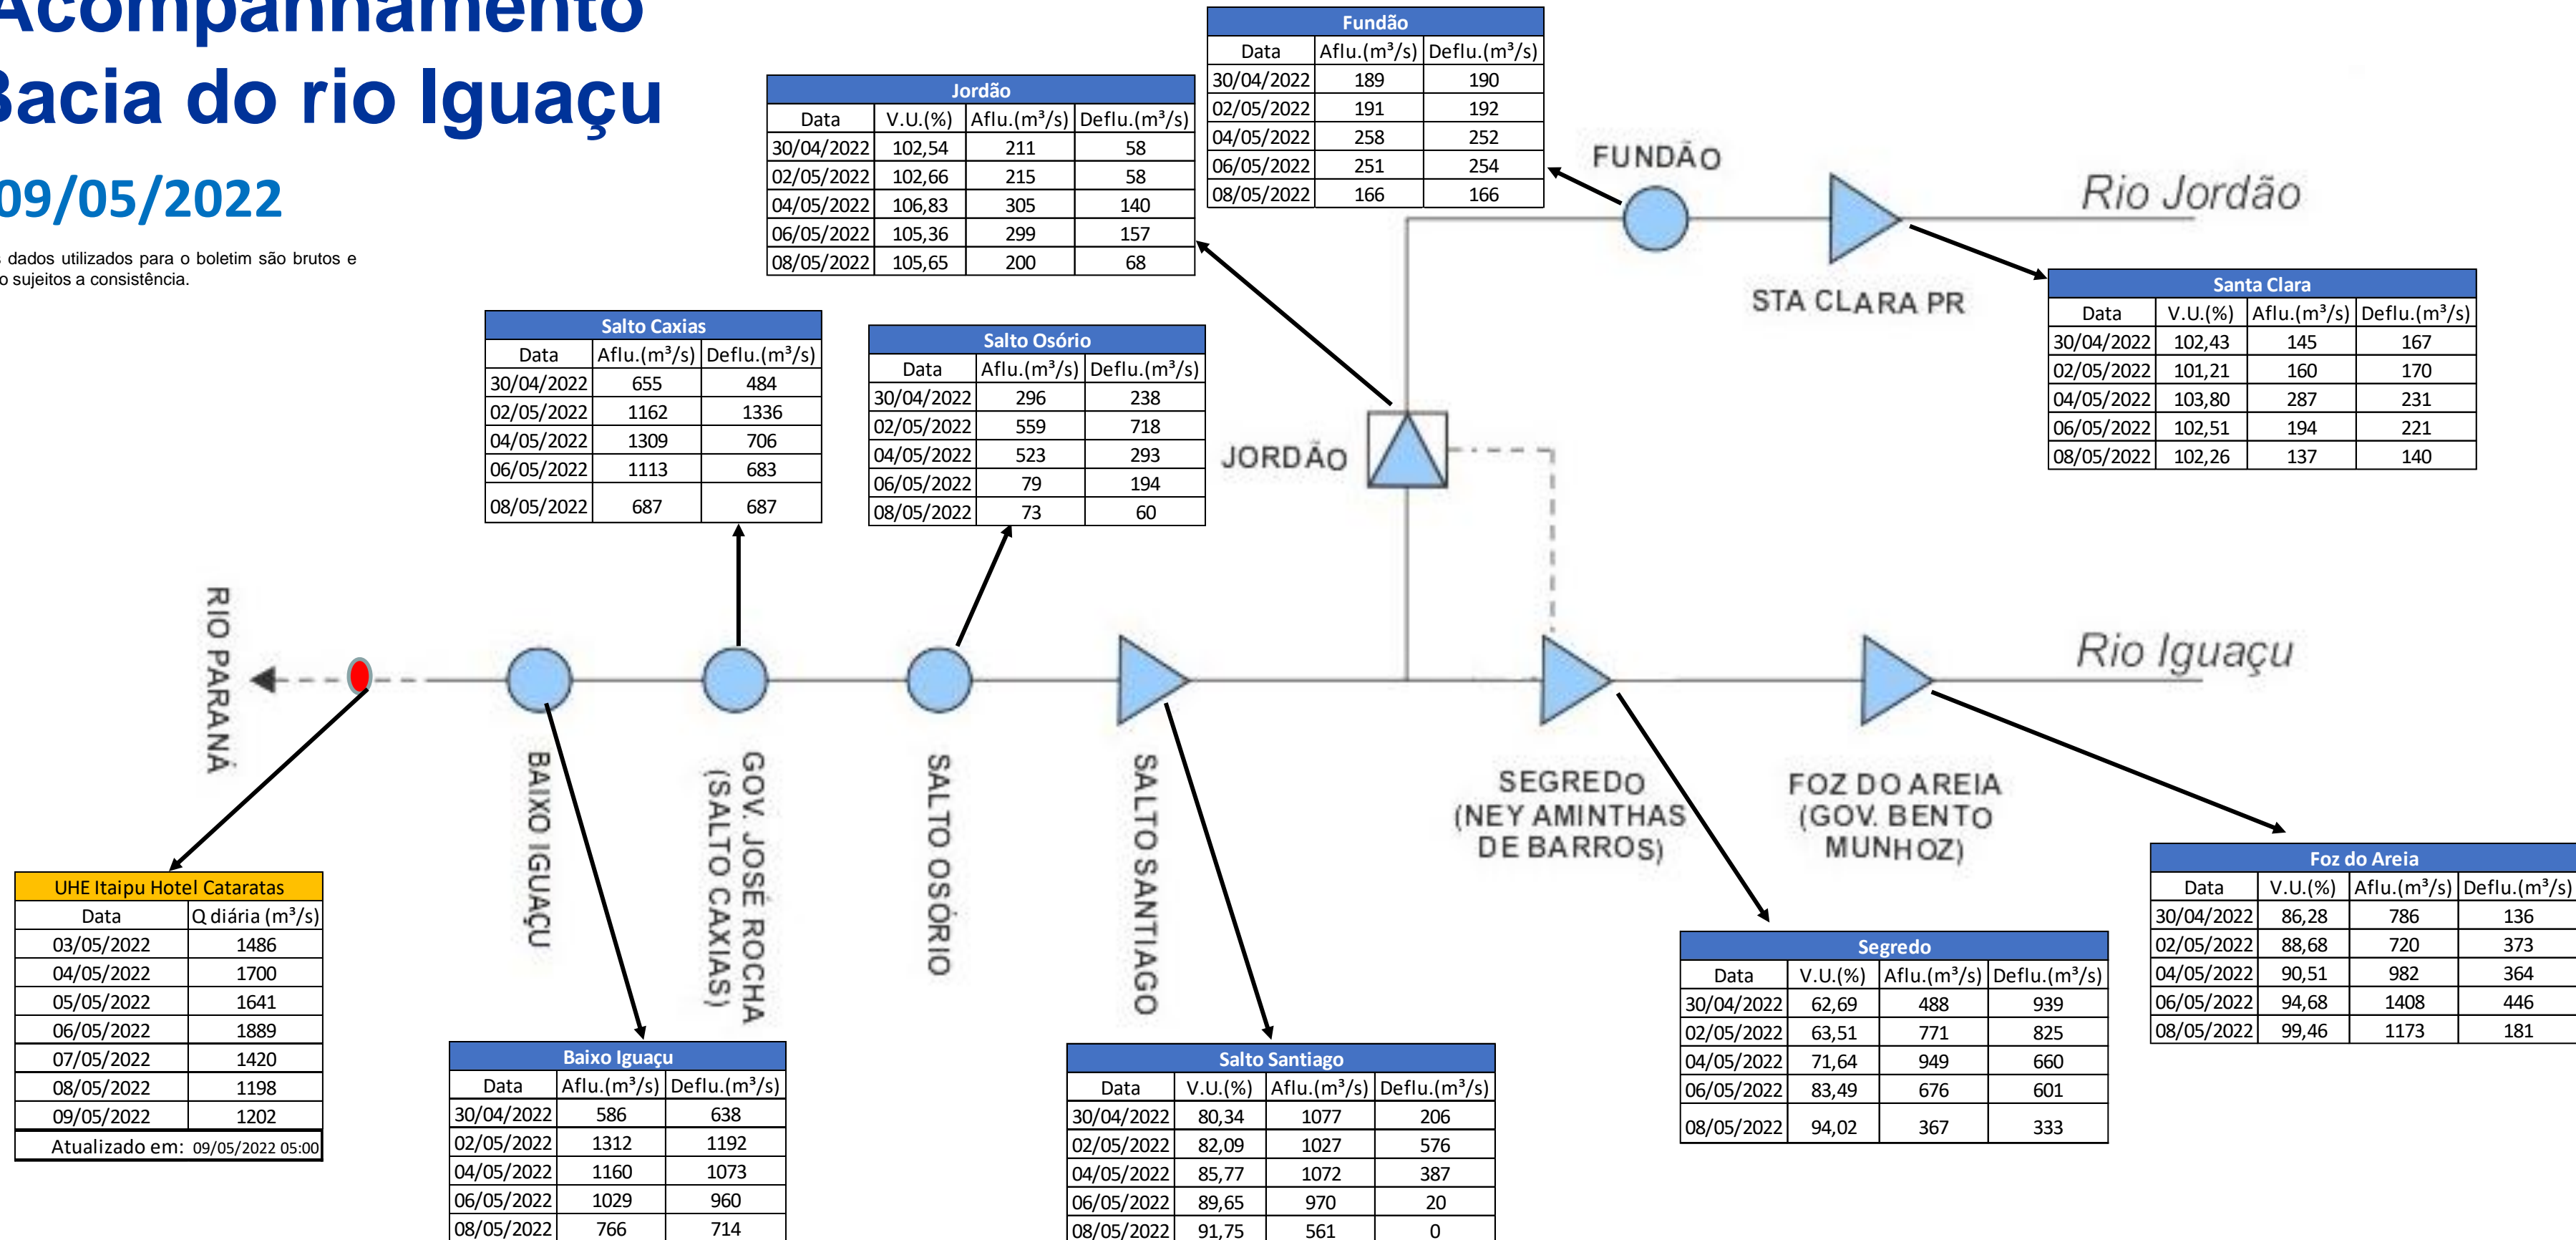 Acompanhamento
Bacia do rio Iguaçu
09/05/2022
dados utilizados para o boletim são brutos e
sujeitos a consistência.
Fundão
Data Aflu.(m³/s) Deflu.(m³/s)
30/04/2022 189 190
02/05/2022 191 192
04/05/2022 258 252
06/05/2022 251 254
08/05/2022 166 166
Jordão
Data V.U.(%) Aflu.(m³/s) Deflu.(m³/s)
30/04/2022 102,54 211 58
02/05/2022 102,66 215 58
04/05/2022 106,83 305 140
06/05/2022 105,36 299 157
08/05/2022 105,65 200 68
FUNDÃO
Rio Jordão
STA CLARA PR
Santa Clara
Data V.U.(%) Aflu.(m³/s) Deflu.(m³/s)
30/04/2022 102,43 145 167
02/05/2022 101,21 160 170
04/05/2022 103,80 287 231
06/05/2022 102,51 194 221
08/05/2022 102,26 137 140
Salto Caxias
Data Aflu.(m³/s) Deflu.(m³/s)
30/04/2022 655 484
02/05/2022 1162 1336
04/05/2022 1309 706
06/05/2022 1113 683
08/05/2022 687 687
Salto Osório
Data Aflu.(m³/s) Deflu.(m³/s)
30/04/2022 296 238
02/05/2022 559 718
04/05/2022 523 293
06/05/2022 79 194
08/05/2022 73 60
JORDÃO
RIO PARANÁ
Rio Iguaçu
BAIXO IGUAÇU
GOV. JOSÉ ROCHA
(SALTO CAXIAS)
SALTO OSÓRIO
SALTO SANTIAGO
SEGREDO
(NEY AMINTHAS
DE BARROS)
FOZ DO AREIA
(GOV. BENTO
MUNHOZ)
UHE Itaipu Hotel Cataratas
Data Q diária (m³/s)
03/05/2022 1486
04/05/2022 1700
05/05/2022 1641
06/05/2022 1889
07/05/2022 1420
08/05/2022 1198
09/05/2022 1202
Atualizado em: 09/05/2022 05:00
Baixo Iguaçu
Data Aflu.(m³/s) Deflu.(m³/s)
30/04/2022 586 638
02/05/2022 1312 1192
04/05/2022 1160 1073
06/05/2022 1029 960
08/05/2022 766 714
Salto Santiago
Data V.U.(%) Aflu.(m³/s) Deflu.(m³/s)
30/04/2022 80,34 1077 206
02/05/2022 82,09 1027 576
04/05/2022 85,77 1072 387
06/05/2022 89,65 970 20
08/05/2022 91,75 561 0
Segredo
Data V.U.(%) Aflu.(m³/s) Deflu.(m³/s)
30/04/2022 62,69 488 939
02/05/2022 63,51 771 825
04/05/2022 71,64 949 660
06/05/2022 83,49 676 601
08/05/2022 94,02 367 333
Foz do Areia
Data V.U.(%) Aflu.(m³/s) Deflu.(m³/s)
30/04/2022 86,28 786 136
02/05/2022 88,68 720 373
04/05/2022 90,51 982 364
06/05/2022 94,68 1408 446
08/05/2022 99,46 1173 181